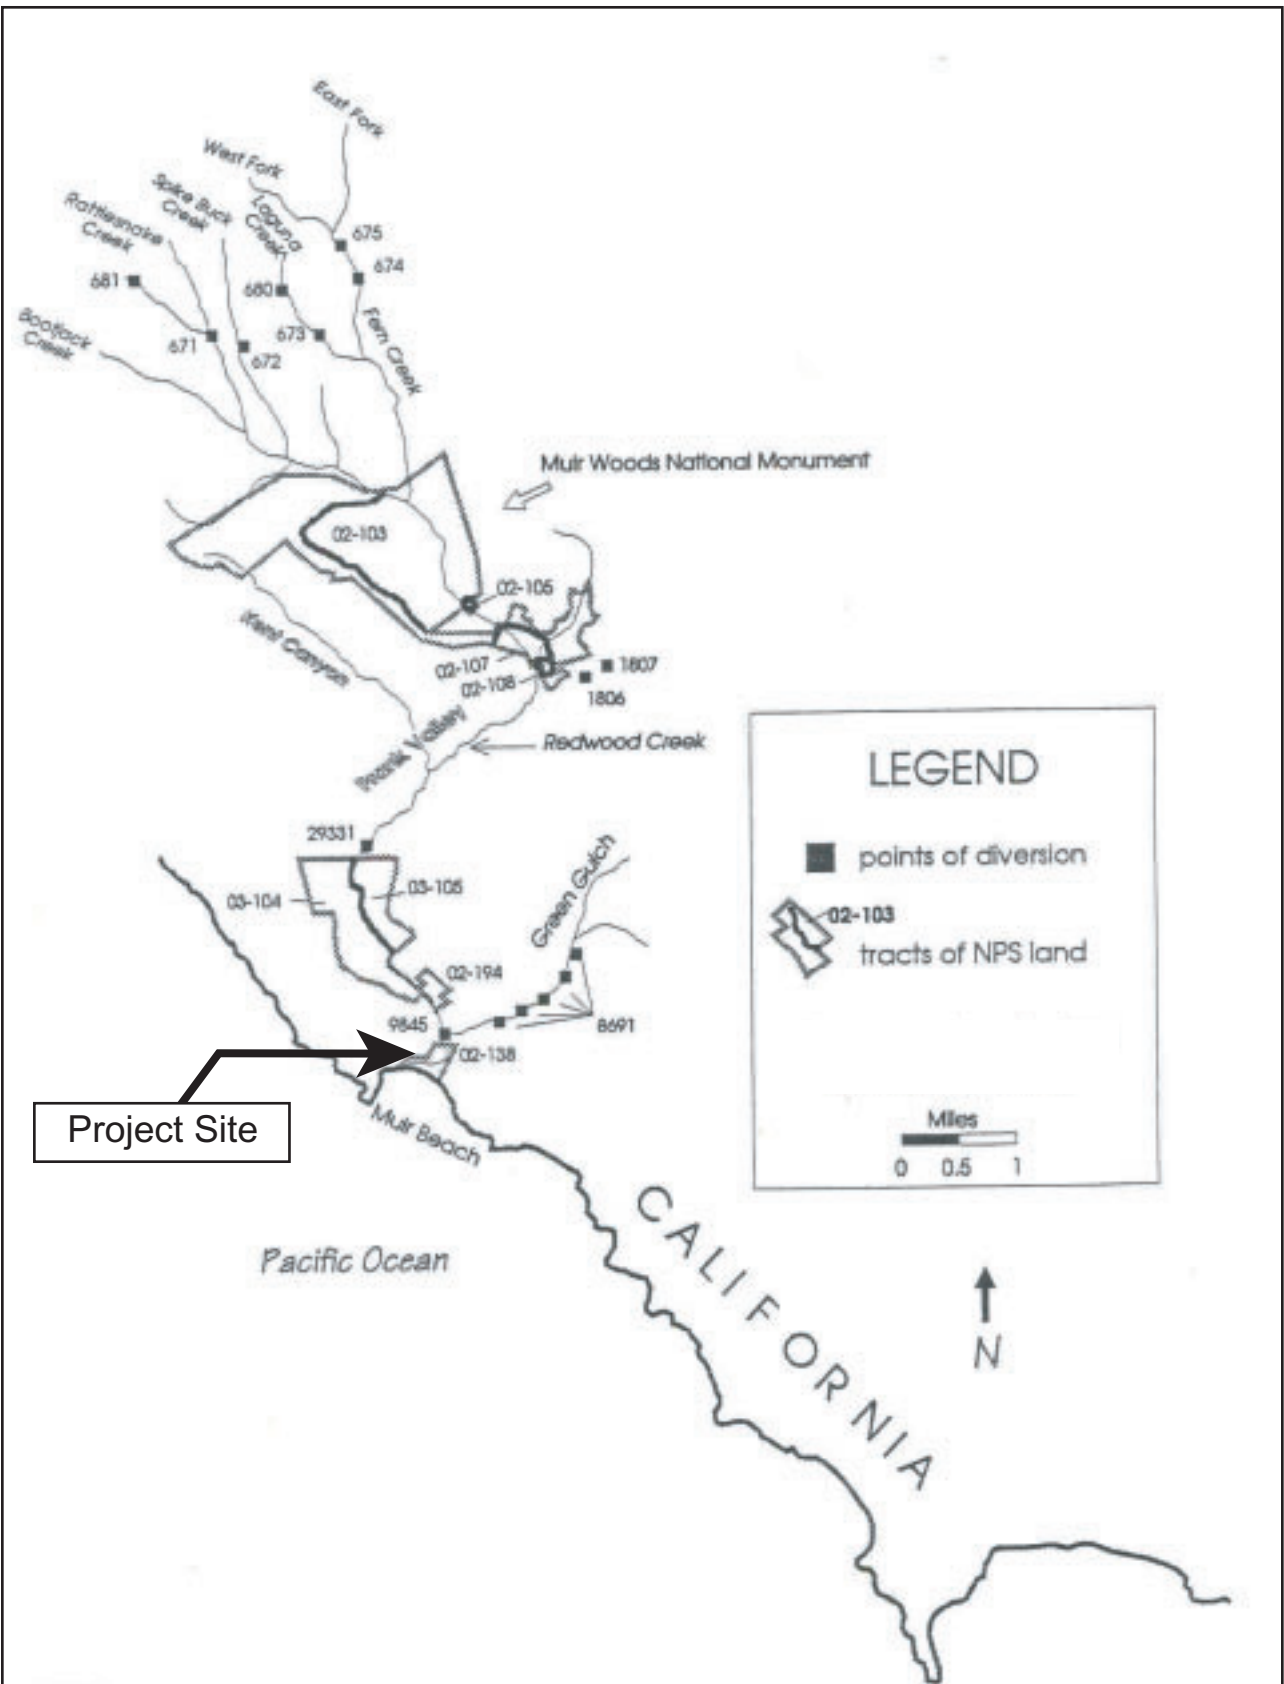 East Fork
West Fork
Spike Buck
Creek
Laguna
Creek
Rattlesnake
Creek
675
674
681
680
Bootjack
Creek
671
672
673
Fern Creek
Muir Woods National Monument
02-103
02-105
Kent Canyon
02-107
02-108
1807
1806
Frank Valley
Redwood Creek
29331
03-104
03-105
Green Gulch
02-194
9845
8691
02-138
Project Site
Muir Beach
Pacific Ocean
CALIFORNIA
LEGEND
points of diversion
02-103
tracts of NPS land
Miles
0 0.5 1
N